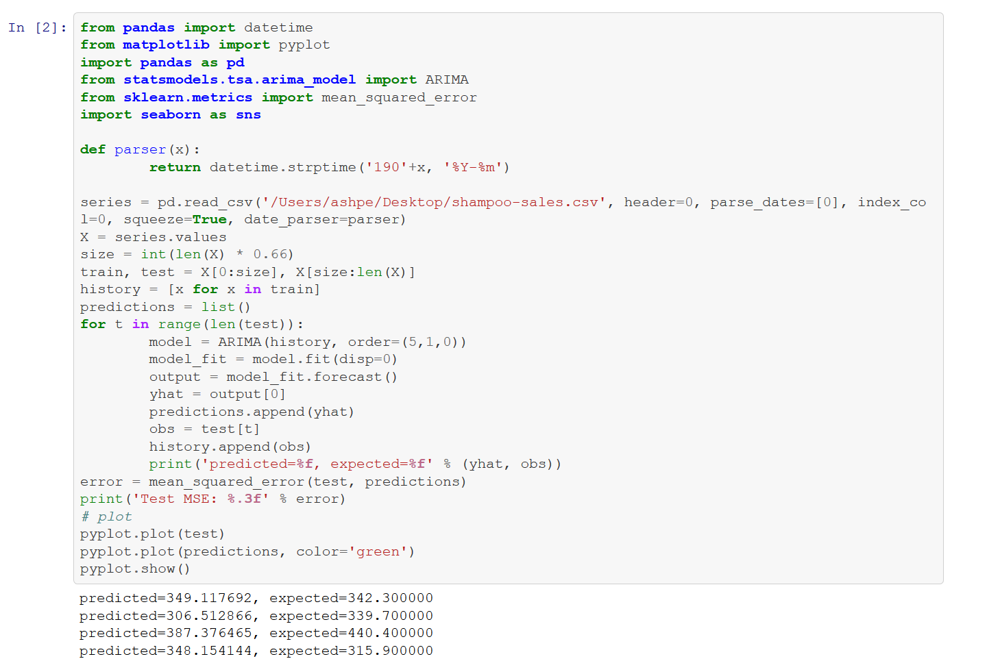 In [2]:
from pandas import datetime
from matplotlib import pyplot
import pandas as pd
from statsmodels.tsa.arima_model import ARIMA
from sklearn.metrics import mean_squared_error
import seaborn as sns
def parser(x):
        return datetime.strptime('190'+x, '%Y-%m')
series = pd.read_csv('/Users/ashpe/Desktop/shampoo-sales.csv', header=0, parse_dates=[0], index_co
l=0, squeeze=True, date_parser=parser)
X = series.values
size = int(len(X) * 0.66)
train, test = X[0:size], X[size:len(X)]
history = [x for x in train]
predictions = list()
for t in range(len(test)):
        model = ARIMA(history, order=(5,1,0))
        model_fit = model.fit(disp=0)
        output = model_fit.forecast()
        yhat = output[0]
        predictions.append(yhat)
        obs = test[t]
        history.append(obs)
        print('predicted=%f, expected=%f' % (yhat, obs))
error = mean_squared_error(test, predictions)
print('Test MSE: %.3f' % error)
# plot
pyplot.plot(test)
pyplot.plot(predictions, color='green')
pyplot.show()
predicted=349.117692, expected=342.300000
predicted=306.512866, expected=339.700000
predicted=387.376465, expected=440.400000
predicted=348.154144, expected=315.900000